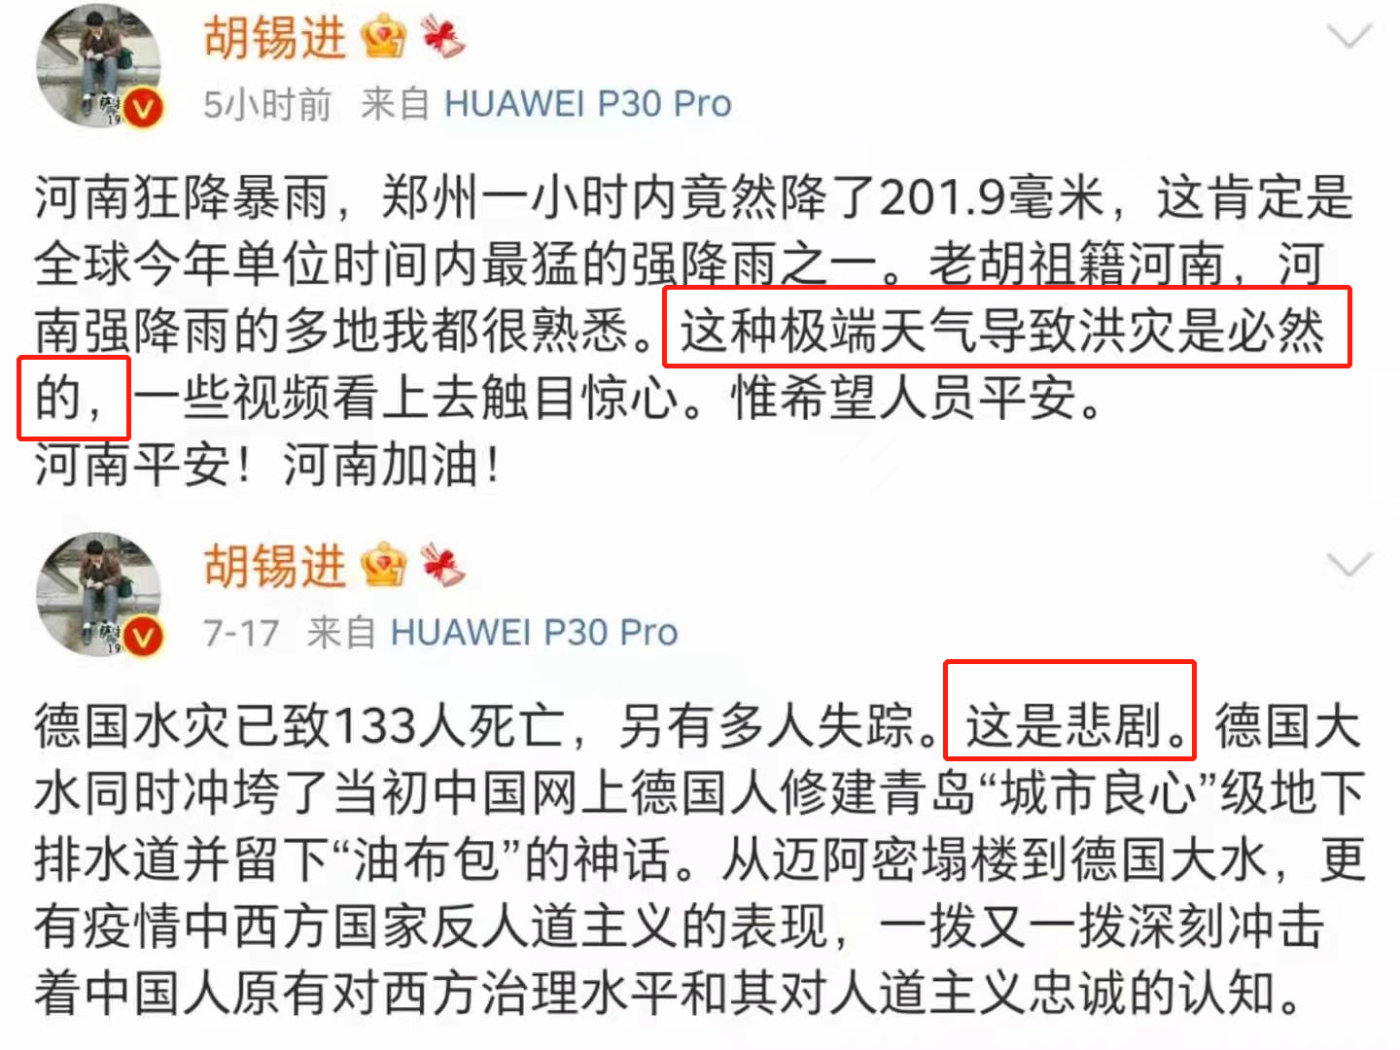 胡锡进
5小时前 来自 HUAWEI P30 Pro
河南狂降暴雨，郑州一小时内竟然降了201.9毫米，这肯定是
全球今年单位时间内最猛的强降雨之一。老胡祖籍河南，河
南强降雨的多地我都很熟悉。这种极端天气导致洪灾是必然
的，一些视频看上去触目惊心。惟希望人员平安。
河南平安！河南加油！
胡锡进
7-17 来自 HUAWEI P30 Pro
德国水灾已致133人死亡，另有多人失踪。这是悲剧。德国大
水同时冲垮了当初中国网上德国人修建青岛“城市良心”级地下
排水道并留下“油布包”的神话。从迈阿密塌楼到德国大水，更
有疫情中西方国家反人道主义的表现，一拨又一拨深刻冲击
着中国人原有对西方治理水平和其对人道主义忠诚的认知。